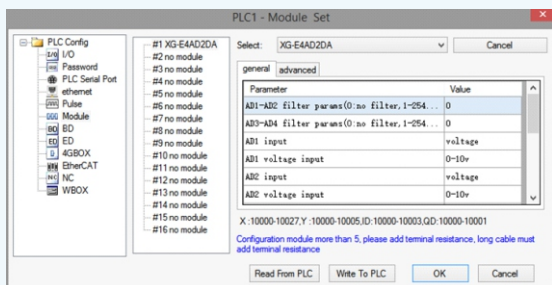 PLC1 - Module Set
PLC Config
I/O
Password
PLC Serial Port
ethernet
Pulse
Module
BD
ED
4GBOX
EtherCAT
NC
WBOX
#1 XG-E4AD2DA
#2 no module
#3 no module
#4 no module
#5 no module
#6 no module
#7 no module
#8 no module
#9 no module
#10 no module
#11 no module
#12 no module
#13 no module
#14 no module
#15 no module
#16 no module
Select: XG-E4AD2DA Cancel
general advanced
Parameter Value
AD1-AD2 filter params(0:no filter,1-254... 0
AD3-AD4 filter params(0:no filter,1-254... 0
AD1 input voltage
AD1 voltage input 0-10v
AD2 input voltage
AD2 voltage input 0-10v
X :10000-10027,Y :10000-10005,ID:10000-10003,QD:10000-10001
Configuration module more than 5, please add terminal resistance, long cable must
add terminal resistance
Read From PLC Write To PLC OK Cancel